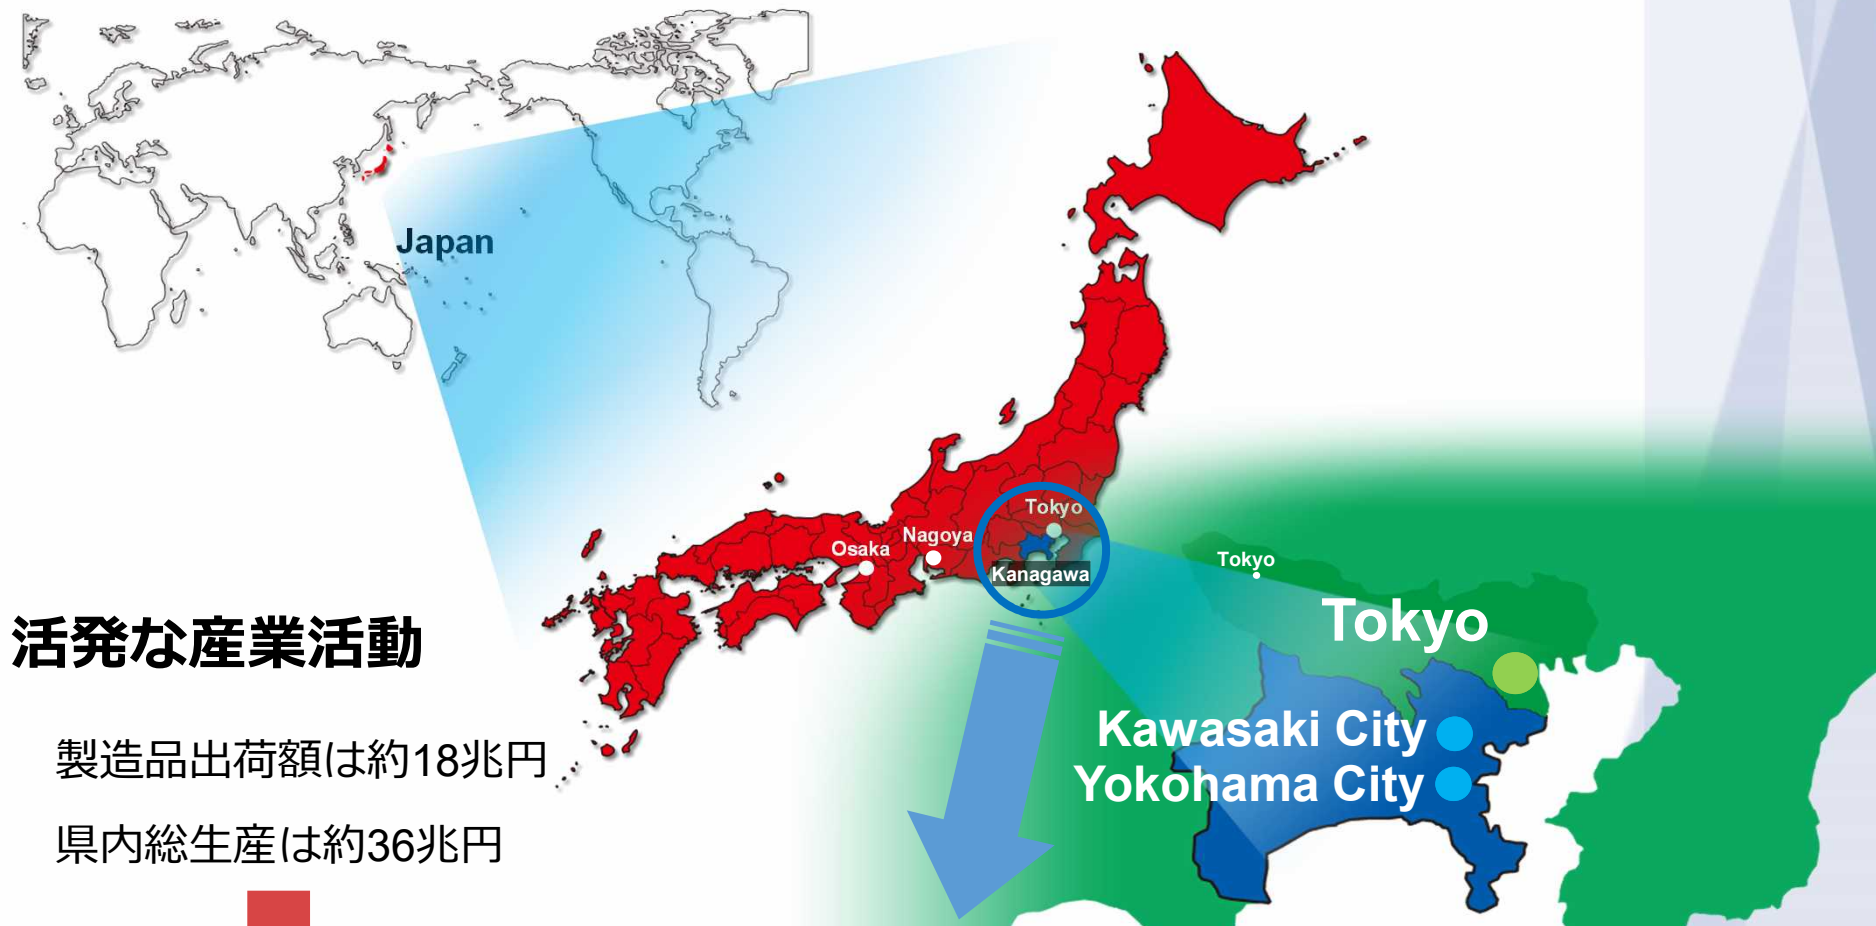 Japan
Tokyo
Nagoya
Osaka
Kanagawa
Tokyo
Tokyo
Kawasaki City
Yokohama City
活発な産業活動
製造品出荷額は約18兆円
県内総生産は約36兆円